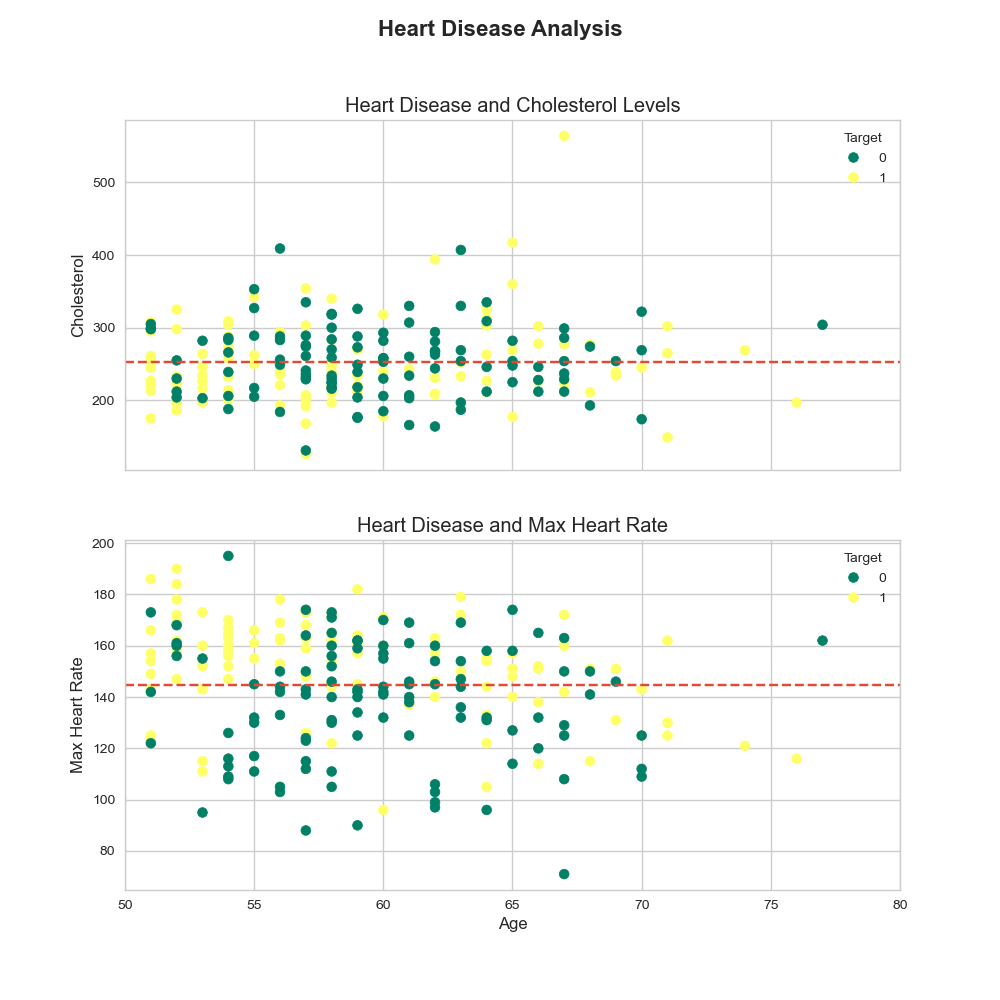 Heart Disease Analysis
Heart Disease and Cholesterol Levels
Target
0
1
Cholesterol
500
400
300
200
Heart Disease and Max Heart Rate
Target
0
1
Max Heart Rate
200
180
160
140
120
100
80
50 55 60 65 70 75 80
Age